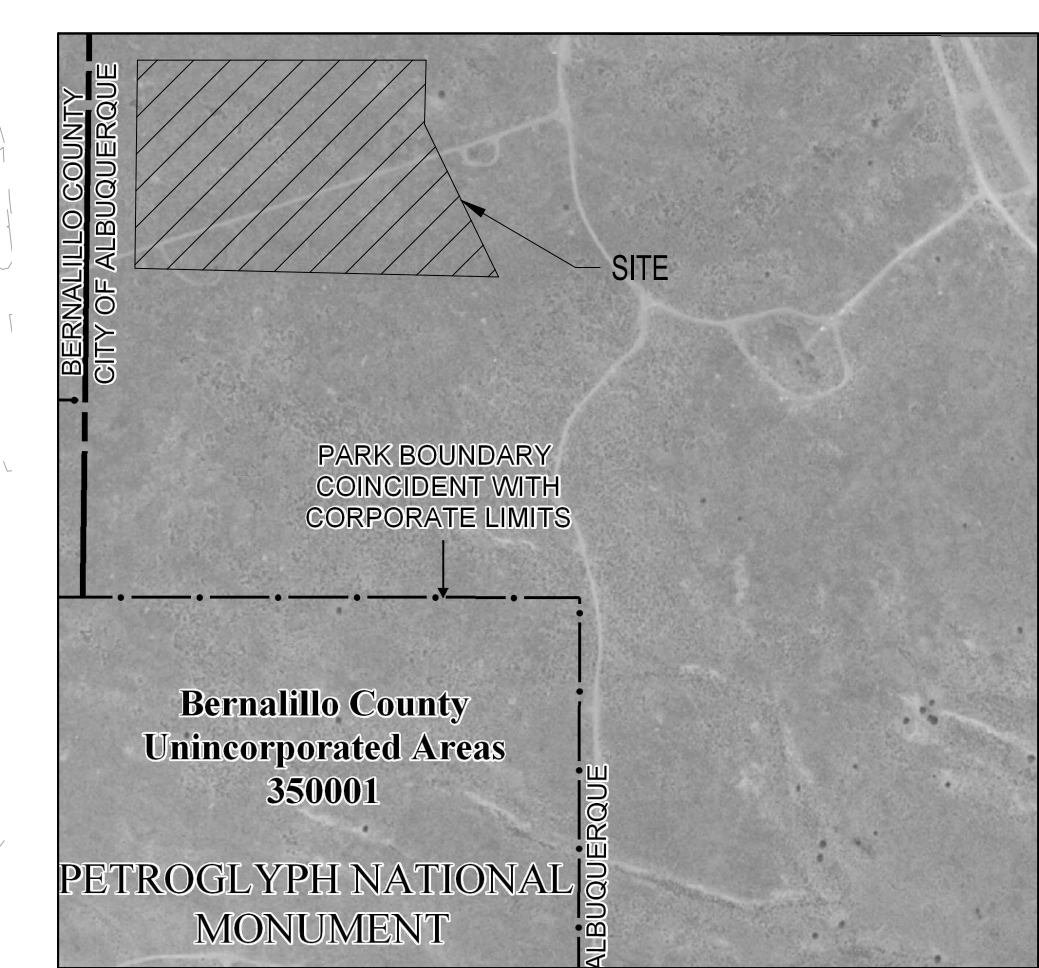 BERNALILLO COUNTY
CITY OF ALBUQUERQUE
SITE
PARK BOUNDARY
COINCIDENT WITH
CORPORATE LIMITS
Bernalillo County
Unincorporated Areas
350001
PETROGLYPH NATIONAL
MONUMENT
ALBUQUERQUE